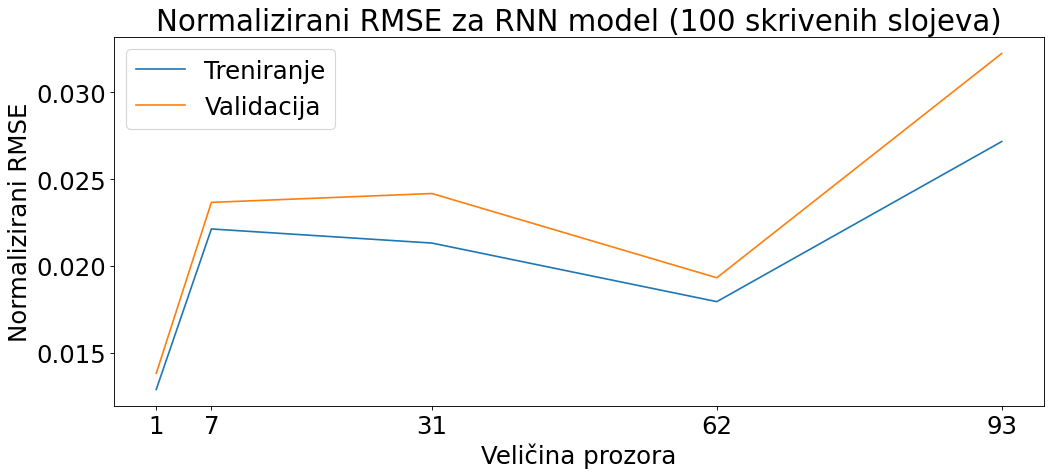 Normalizirani RMSE za RNN model (100 skrivenih slojeva)
Treniranje
Validacija
Normalizirani RMSE
0.030
0.025
0.020
0.015
1 7 31 62 93
Veličina prozora